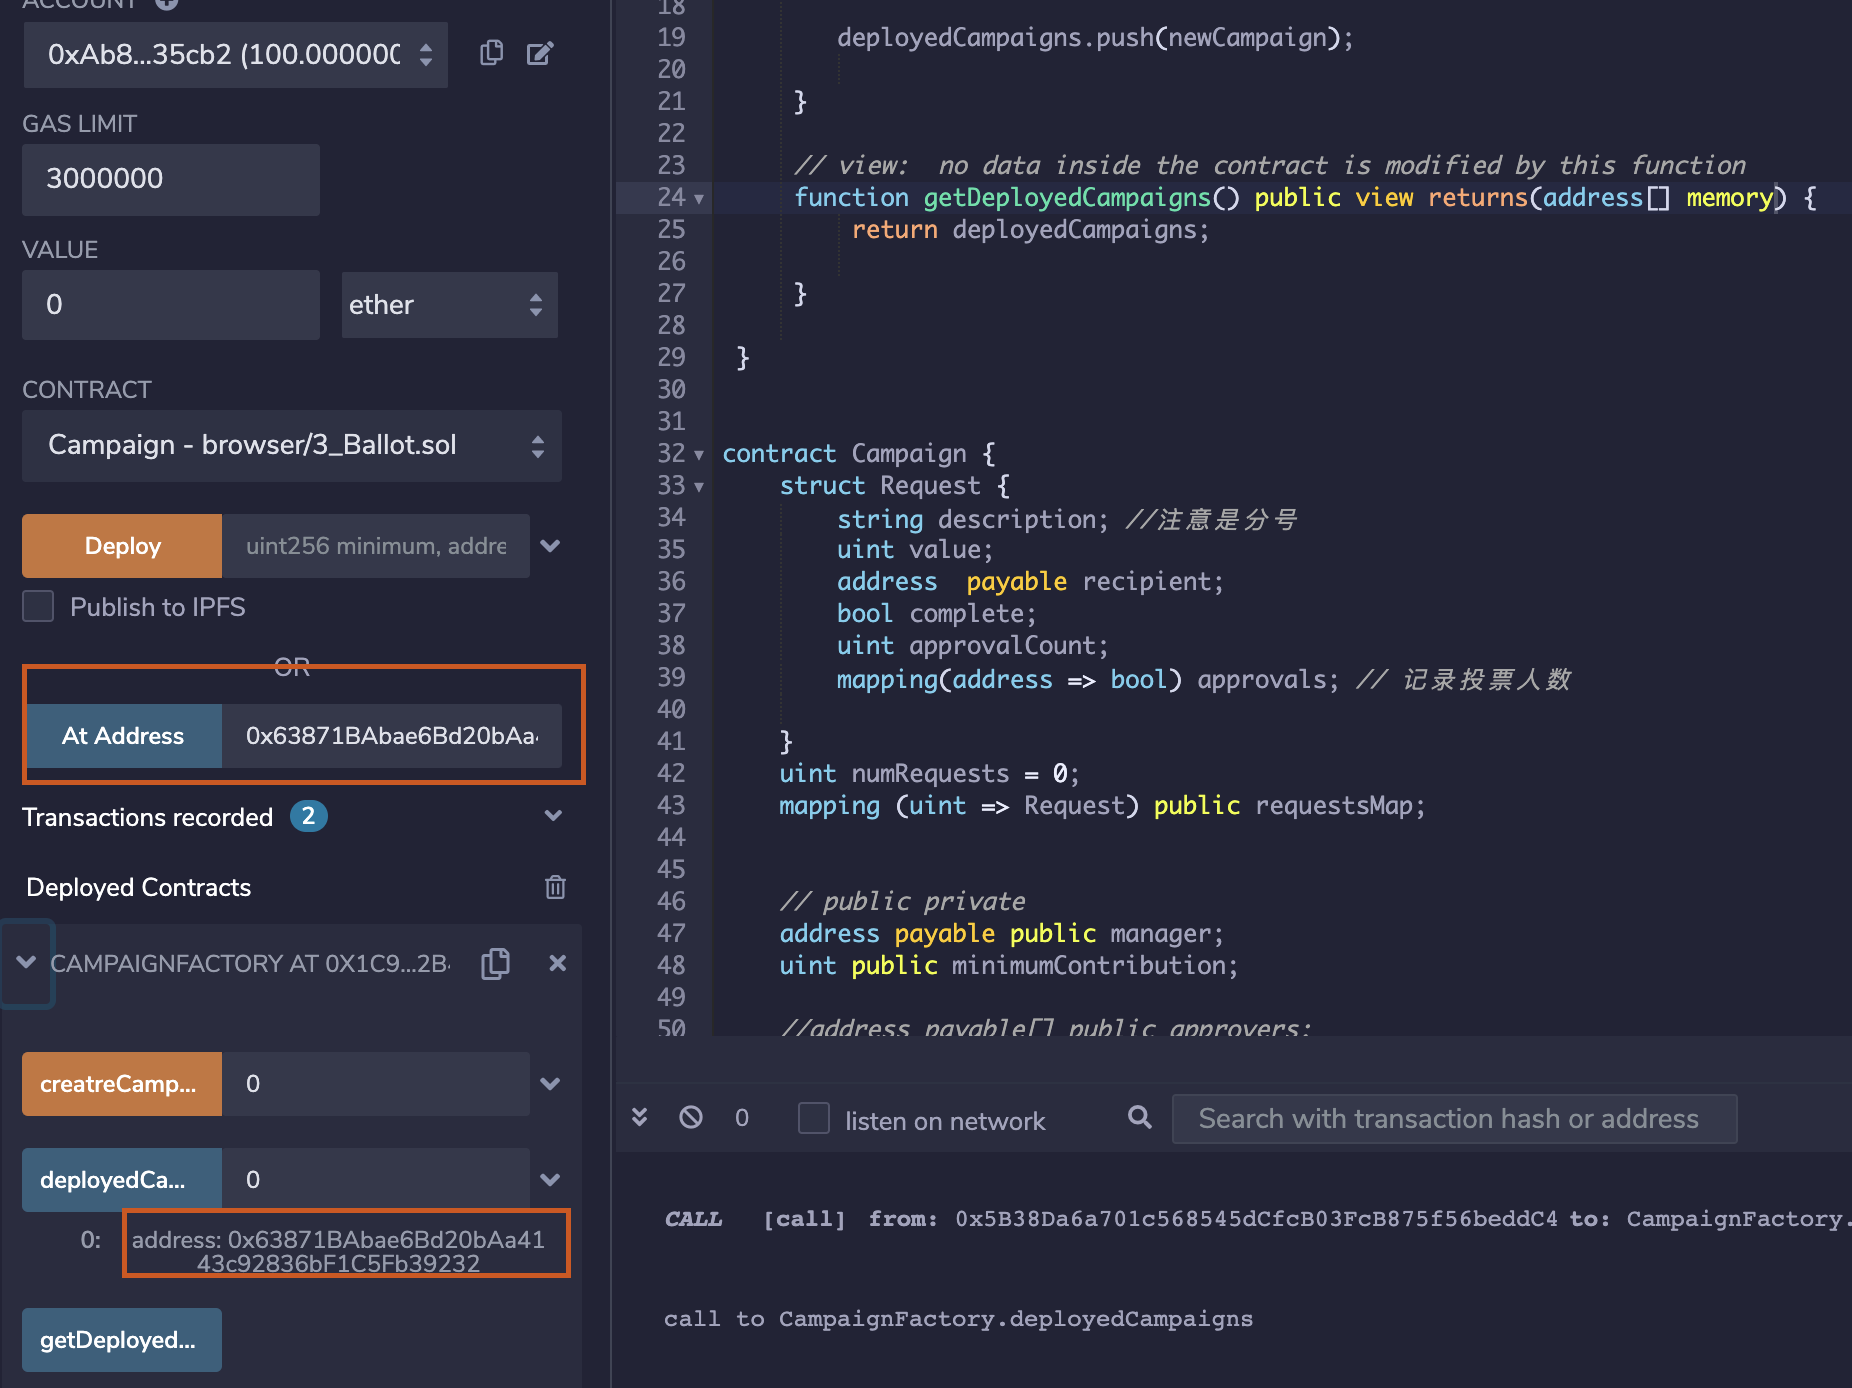 ACCOUNT
0xAb8...35cb2 (100.000000
GAS LIMIT
3000000
VALUE
0
ether
CONTRACT
Campaign - browser/3_Ballot.sol
Deploy
uint256 minimum, addre
Publish to IPFS
OR
At Address
0x63871BAbae6Bd20bAa4
Transactions recorded 2
Deployed Contracts
CAMPAIGNFACTORY AT 0X1C9...2B4
creatreCamp...
0
deployedCa...
0
0: address: 0x63871BAbae6Bd20bAa41
43c92836bF1C5Fb39232
getDeployed...
18
19 deployedCampaigns.push(newCampaign);
20
21 }
22
23 // view:  no data inside the contract is modified by this function
24 function getDeployedCampaigns() public view returns(address[] memory) {
25 return deployedCampaigns;
26
27 }
28
29 }
30
31
32 contract Campaign {
33 struct Request {
34 string description; //注意是分号
35 uint value;
36 address  payable recipient;
37 bool complete;
38 uint approvalCount;
39 mapping(address => bool) approvals; // 记录投票人数
40
41 }
42 uint numRequests = 0;
43 mapping (uint => Request) public requestsMap;
44
45
46 // public private
47 address payable public manager;
48 uint public minimumContribution;
49
50 //address payable[] public approvers;
0
listen on network
Search with transaction hash or address
CALL [call] from: 0x5B38Da6a701c568545dCfcB03FcB875f56beddC4 to: CampaignFactory.
call to CampaignFactory.deployedCampaigns